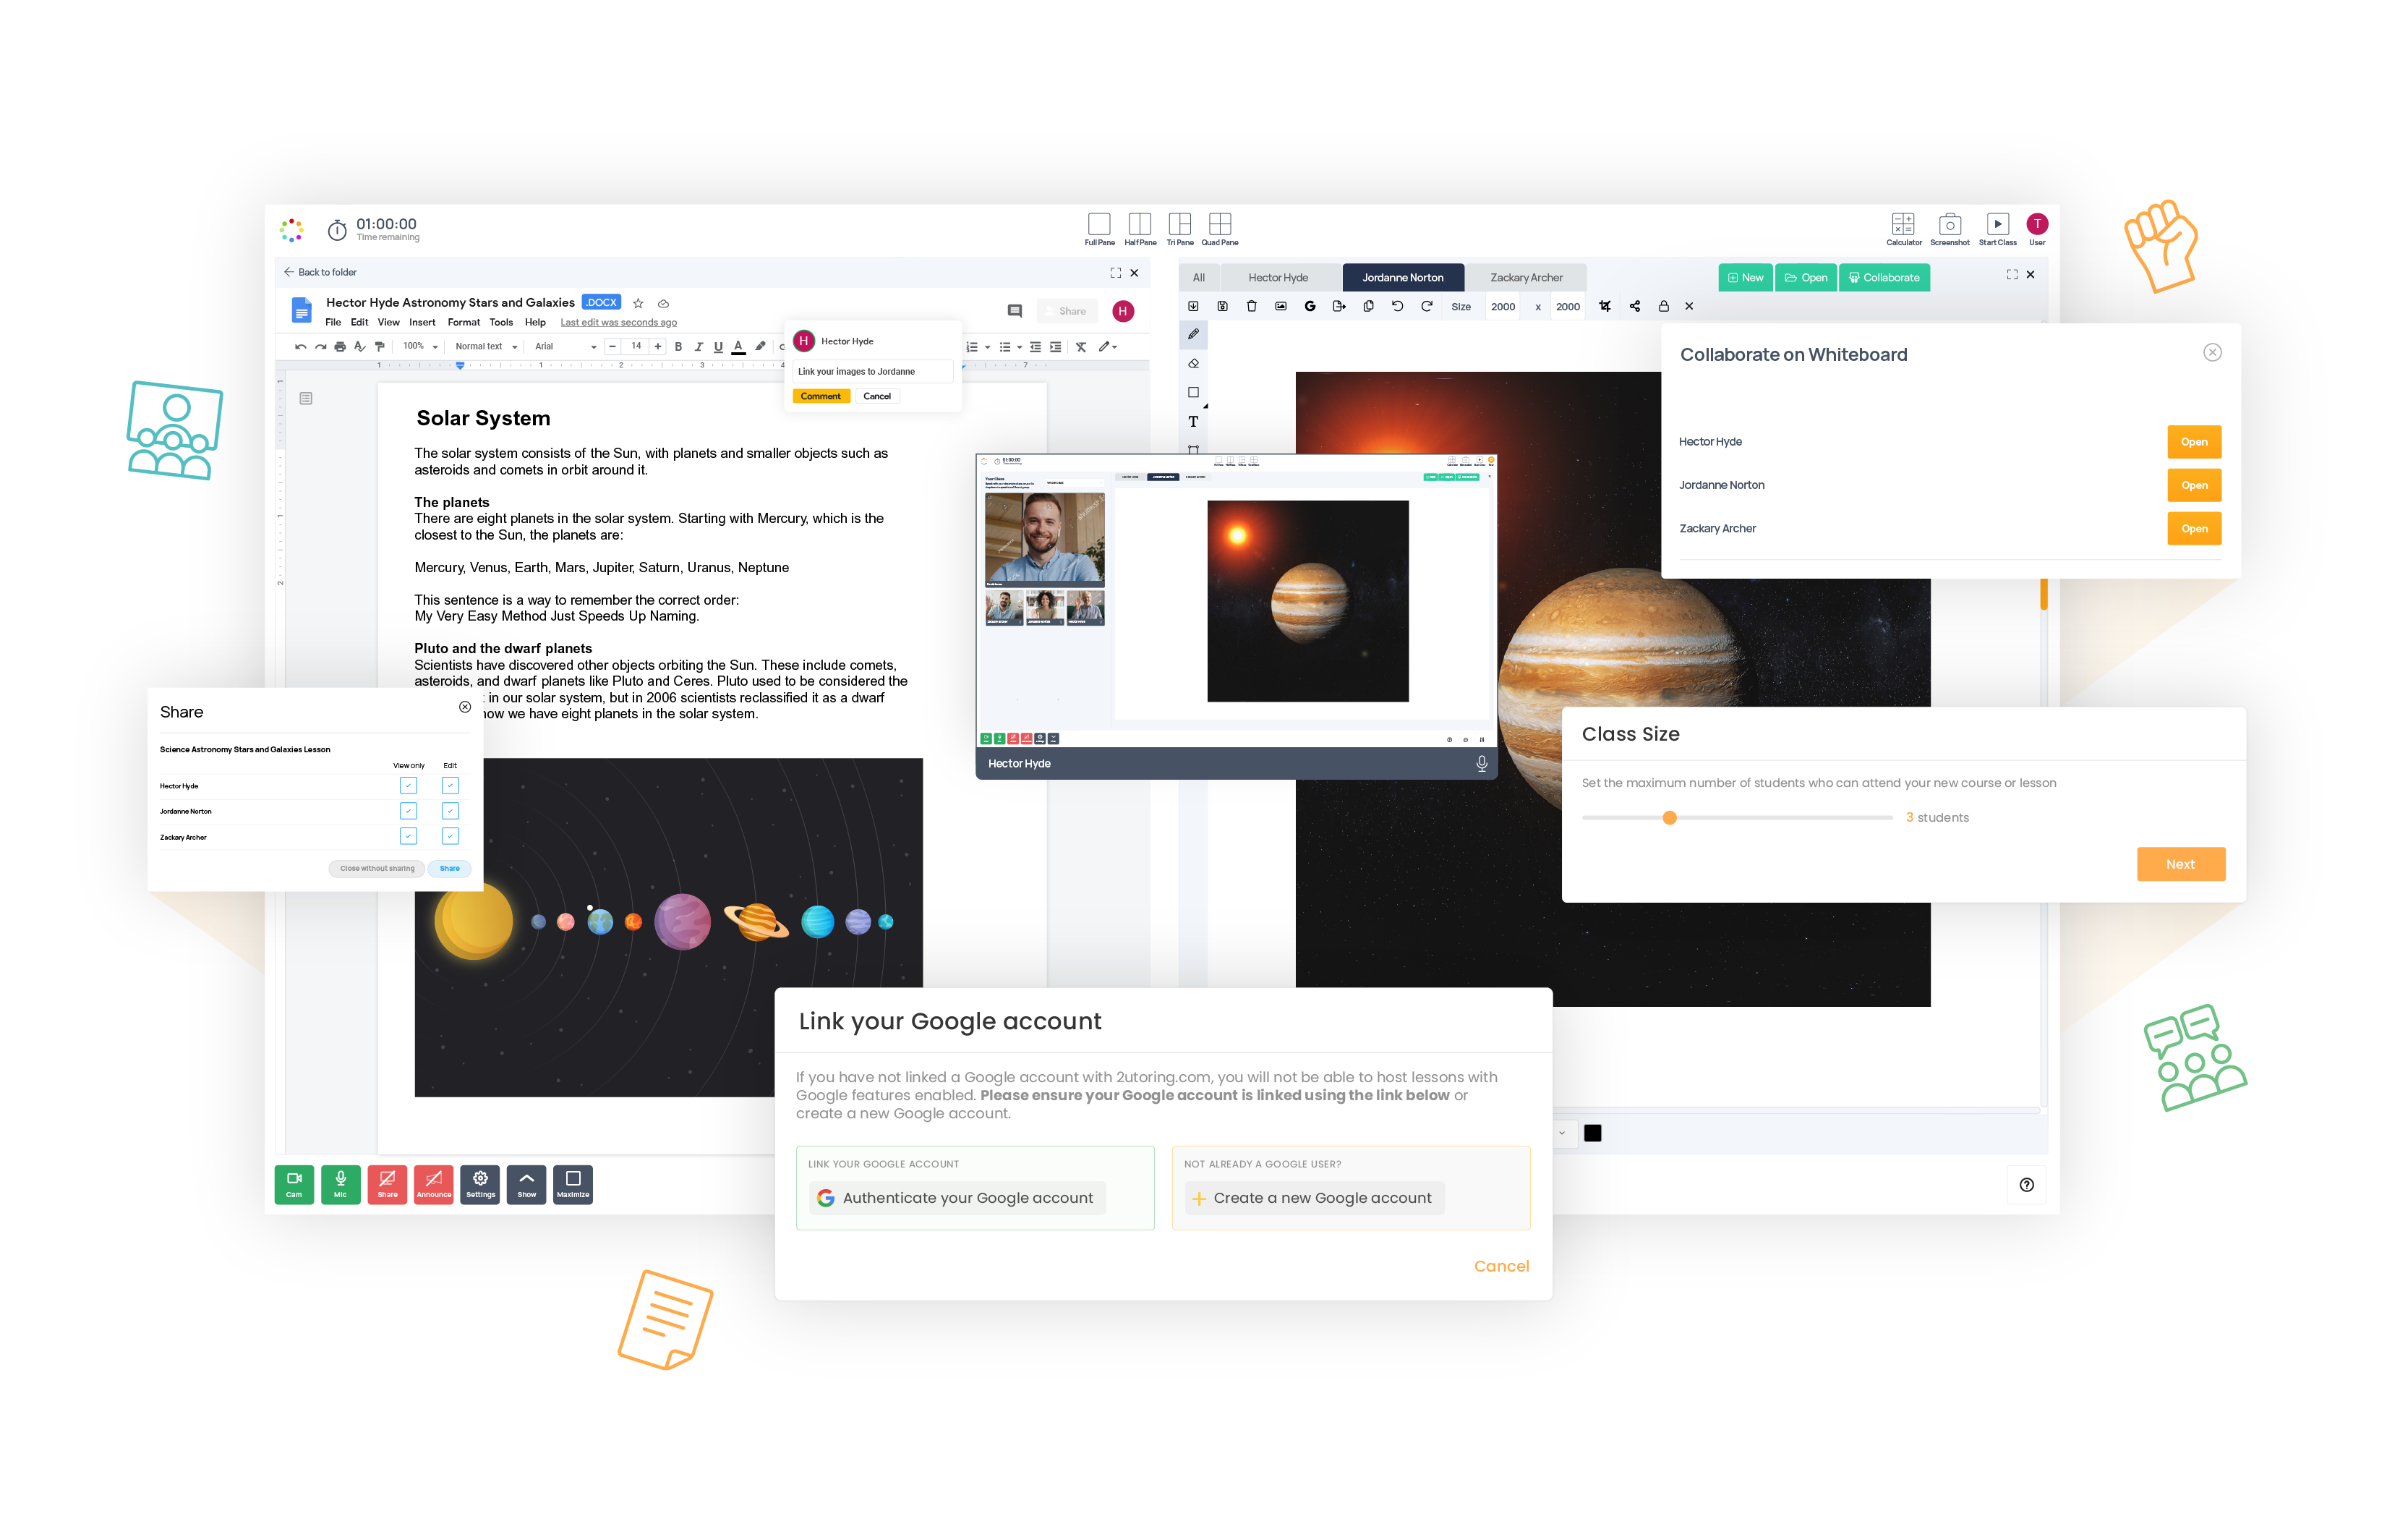 01:00:00
Time remaining
Full Pane
Half Pane
Tri Pane
Quad Pane
Calculator
Screenshot
Start Class
T
User
Back to folder
Hector Hyde Astronomy Stars and Galaxies .DOCX
File Edit View Insert Format Tools Help Last edit was seconds ago
Share
H
100% Normal text Arial 14 B I U A
1 1 2 3 4 7
H Hector Hyde
Link your images to Jordanne
Comment Cancel
1
1
2
Solar System
The solar system consists of the Sun, with planets and smaller objects such as
asteroids and comets in orbit around it.
The planets
There are eight planets in the solar system. Starting with Mercury, which is the
closest to the Sun, the planets are:
Mercury, Venus, Earth, Mars, Jupiter, Saturn, Uranus, Neptune
This sentence is a way to remember the correct order:
My Very Easy Method Just Speeds Up Naming.
Pluto and the dwarf planets
Scientists have discovered other objects orbiting the Sun. These include comets,
asteroids, and dwarf planets like Pluto and Ceres. Pluto used to be considered the
in our solar system, but in 2006 scientists reclassified it as a dwarf
now we have eight planets in the solar system.
Share
Science Astronomy Stars and Galaxies Lesson
View only Edit
Hector Hyde
Jordanne Norton
Zackary Archer
Close without sharing Share
All Hector Hyde Jordanne Norton Zackary Archer New Open Collaborate
G Size 2000 x 2000
T
Collaborate on Whiteboard
Hector Hyde Open
Jordanne Norton Open
Zackary Archer Open
01:00:00
Your Class
Hector Hyde
Class Size
Set the maximum number of students who can attend your new course or lesson
3 students
Next
Link your Google account
If you have not linked a Google account with 2utoring.com, you will not be able to host lessons with
Google features enabled. Please ensure your Google account is linked using the link below or
create a new Google account.
LINK YOUR GOOGLE ACCOUNT
G Authenticate your Google account
NOT ALREADY A GOOGLE USER?
Create a new Google account
Cancel
Cam
Mic
Share
Announce
Settings
Show
Maximize